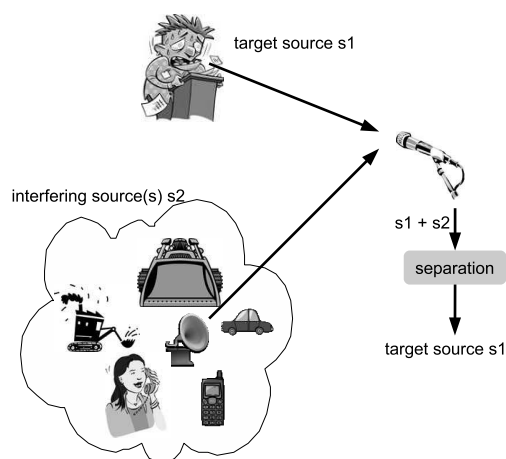 target source s1
interfering source(s) s2
s1 + s2
separation
target source s1